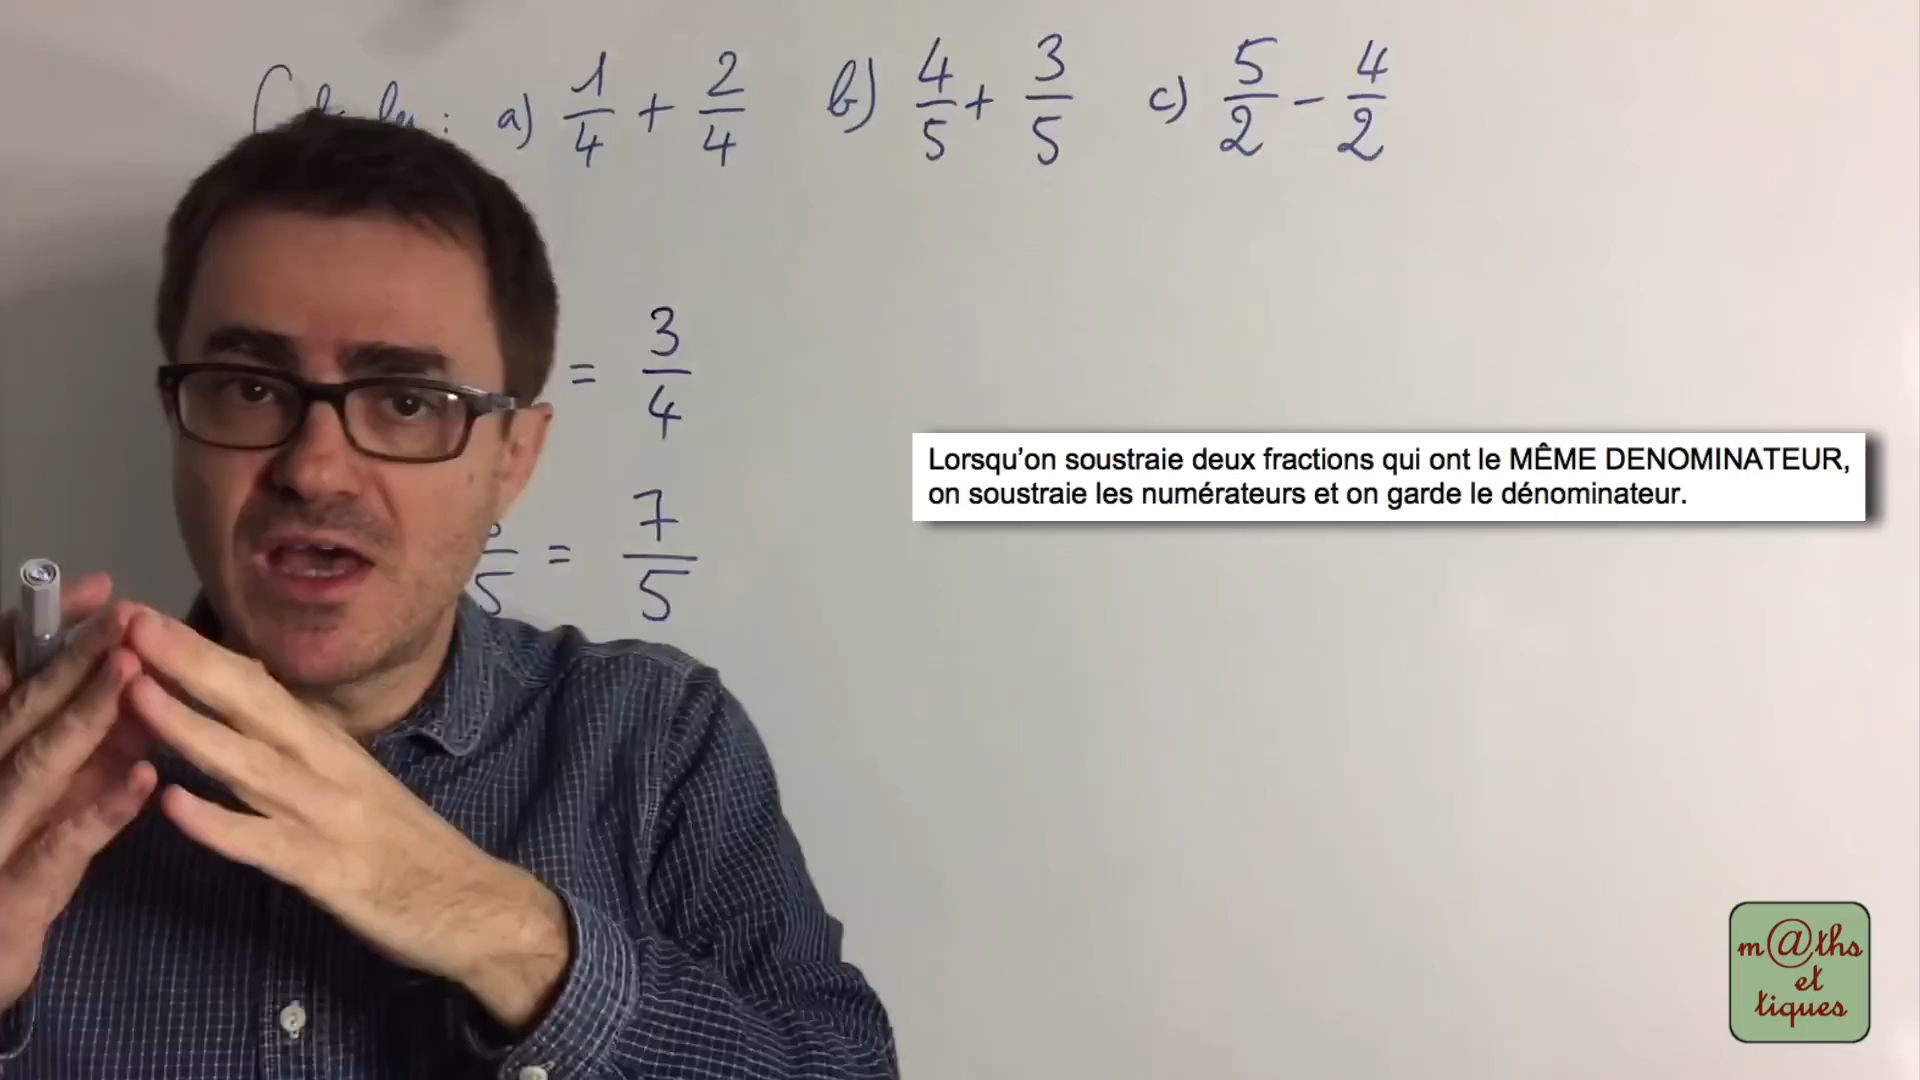 : a) 1/4 + 2/4 b) 4/5 + 3/5 c) 5/2 - 4/2
= 3/4
/5 = 7/5
Lorsqu'on soustraie deux fractions qui ont le MÊME DENOMINATEUR,
on soustraie les numérateurs et on garde le dénominateur.
m@ths
et
tiques